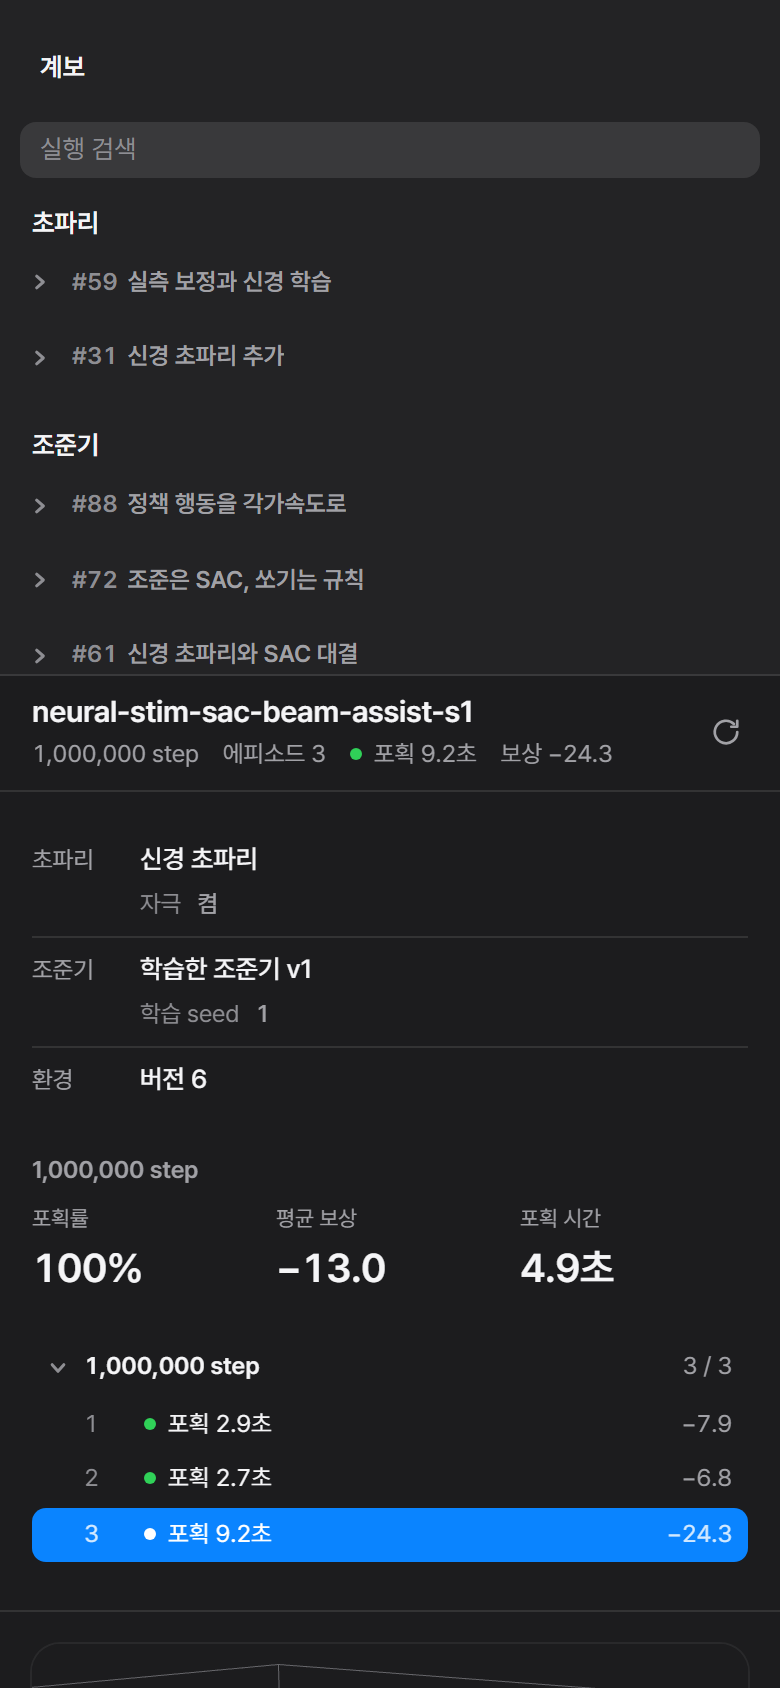 계보
실행 검색
초파리
#59 실측 보정과 신경 학습
#31 신경 초파리 추가
조준기
#88 정책 행동을 각가속도로
#72 조준은 SAC, 쏘기는 규칙
#61 신경 초파리와 SAC 대결
neural-stim-sac-beam-assist-s1
1,000,000 step 에피소드 3 포획 9.2초 보상 −24.3
초파리 신경 초파리
자극 켬
조준기 학습한 조준기 v1
학습 seed 1
환경 버전 6
1,000,000 step
포획률 평균 보상 포획 시간
100% −13.0 4.9초
1,000,000 step 3 / 3
1 포획 2.9초 −7.9
2 포획 2.7초 −6.8
3 포획 9.2초 −24.3